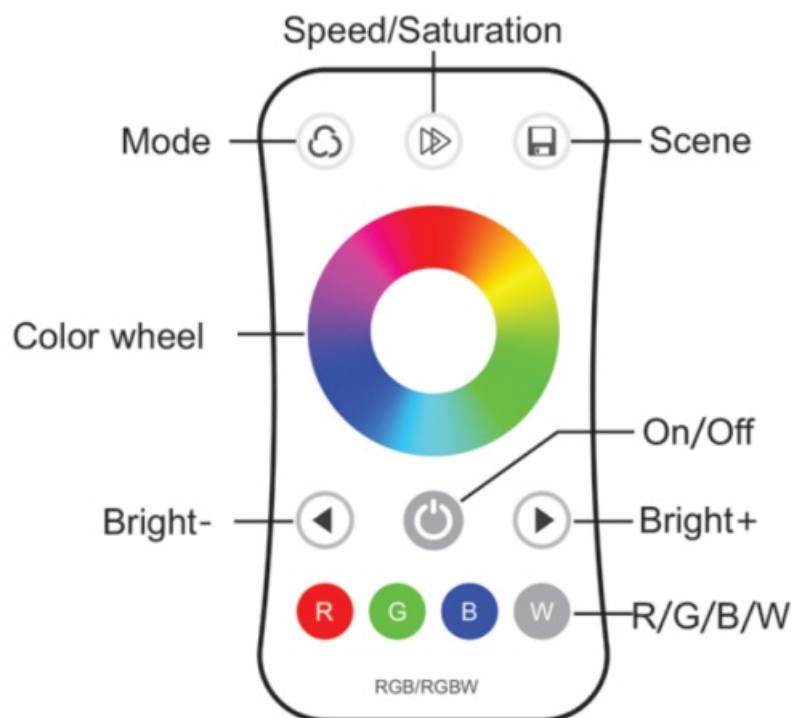 Speed/Saturation
Mode
Scene
Color wheel
On/Off
Bright-
Bright+
R
G
B
W
R/G/B/W
RGB/RGBW